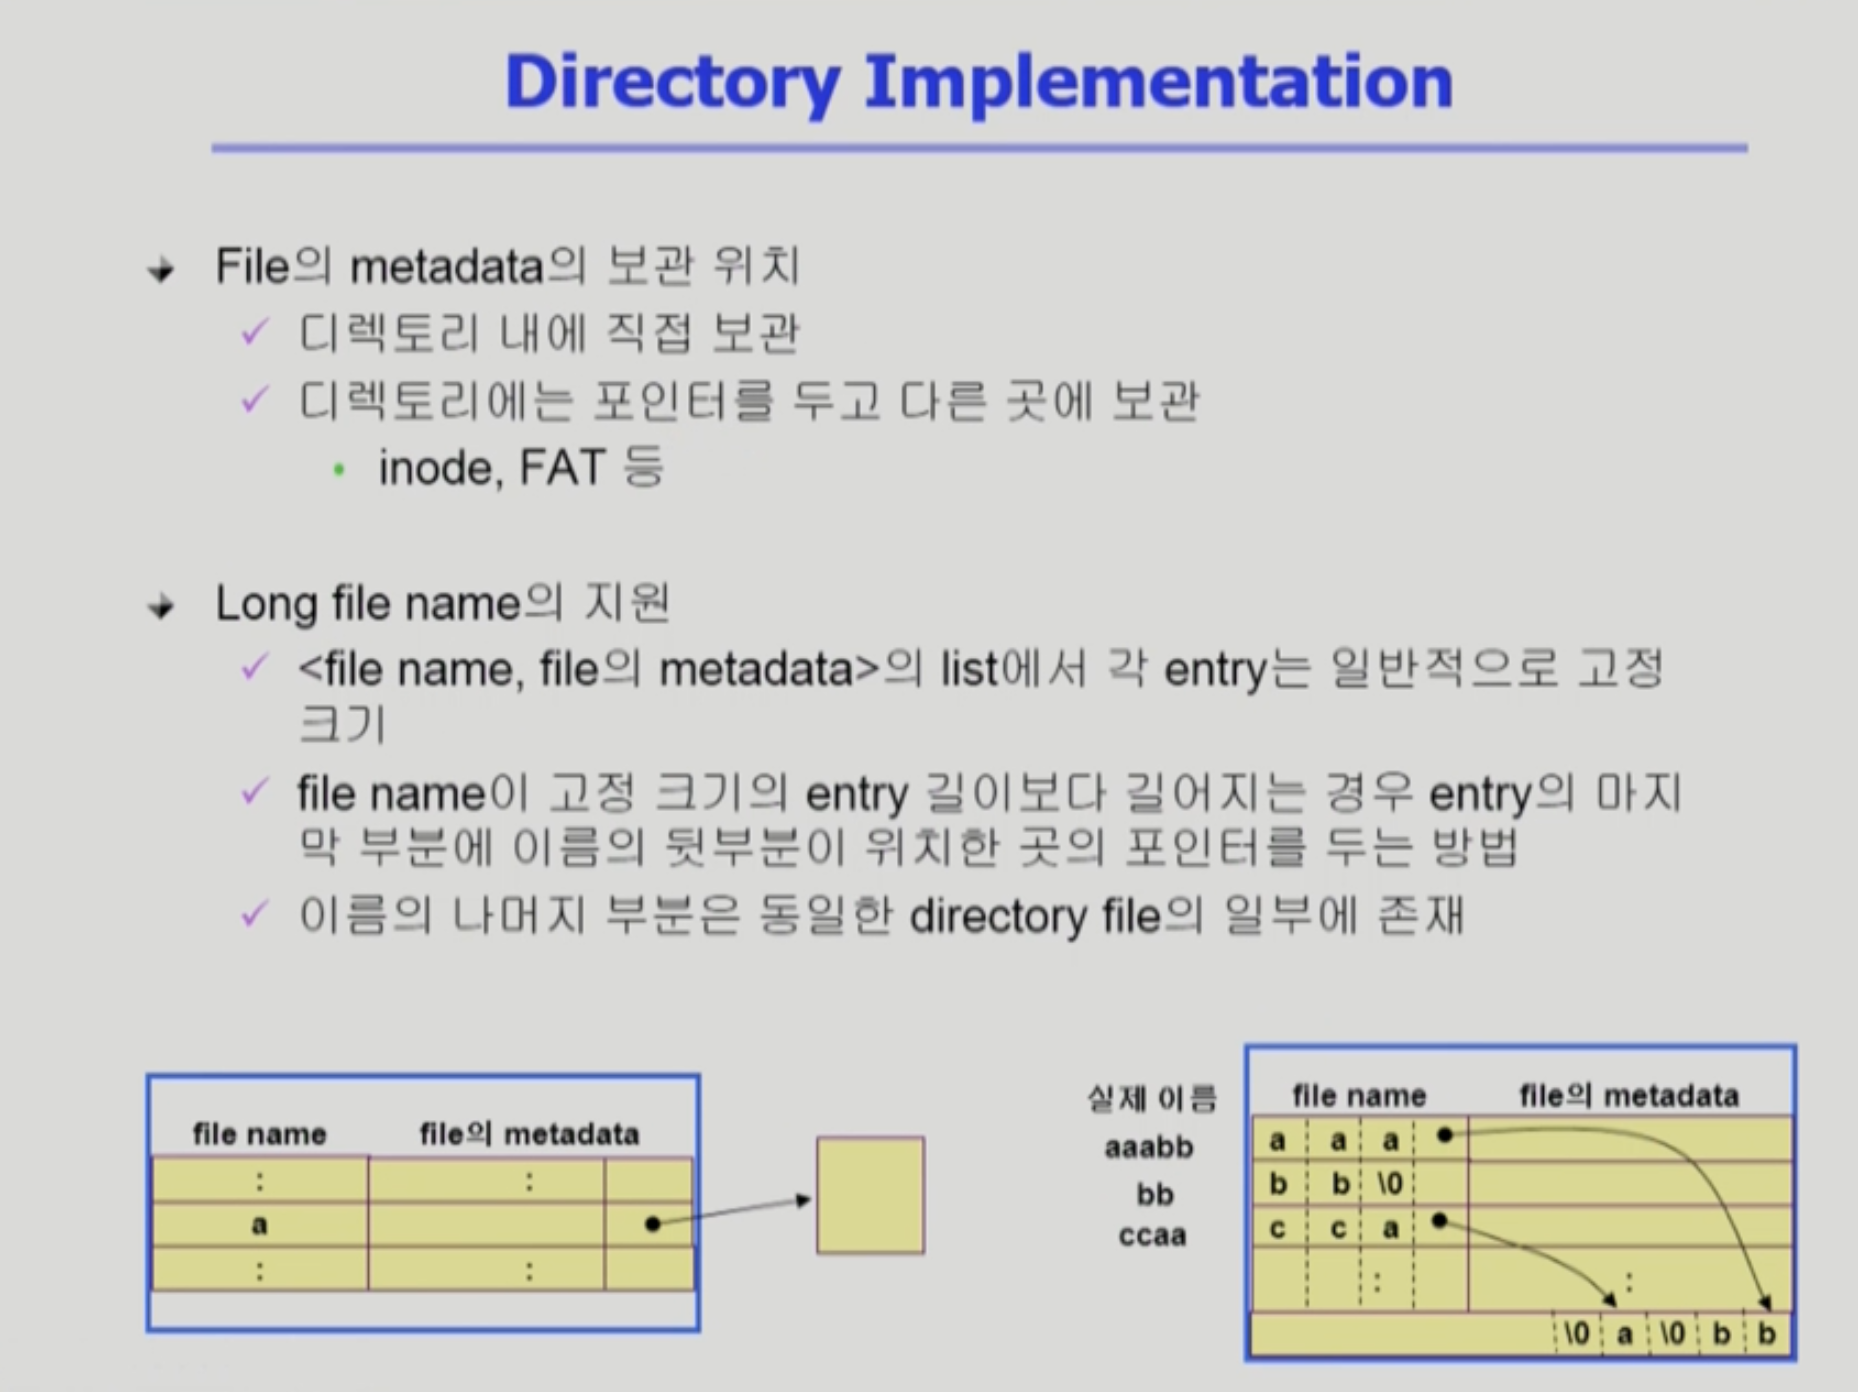 Directory Implementation
File의 metadata의 보관 위치
디렉토리 내에 직접 보관
디렉토리에는 포인터를 두고 다른 곳에 보관
inode, FAT 등
Long file name의 지원
<file name, file의 metadata>의 list에서 각 entry는 일반적으로 고정
크기
file name이 고정 크기의 entry 길이보다 길어지는 경우 entry의 마지
막 부분에 이름의 뒷부분이 위치한 곳의 포인터를 두는 방법
이름의 나머지 부분은 동일한 directory file의 일부에 존재
file name file의 metadata
: :
a
: :
실제 이름 file name file의 metadata
aaabb a a a
bb b b \0
ccaa c c a
: :
\0 a \0 b b